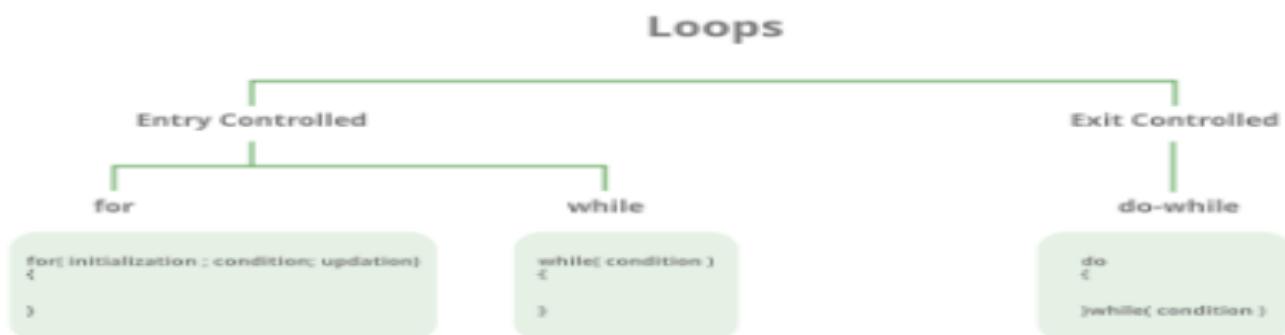 Loops
Entry Controlled
Exit Controlled
for
while
do-while
for( initialization ; condition; updation)
{
}
while( condition )
{
}
do
{
}while( condition )